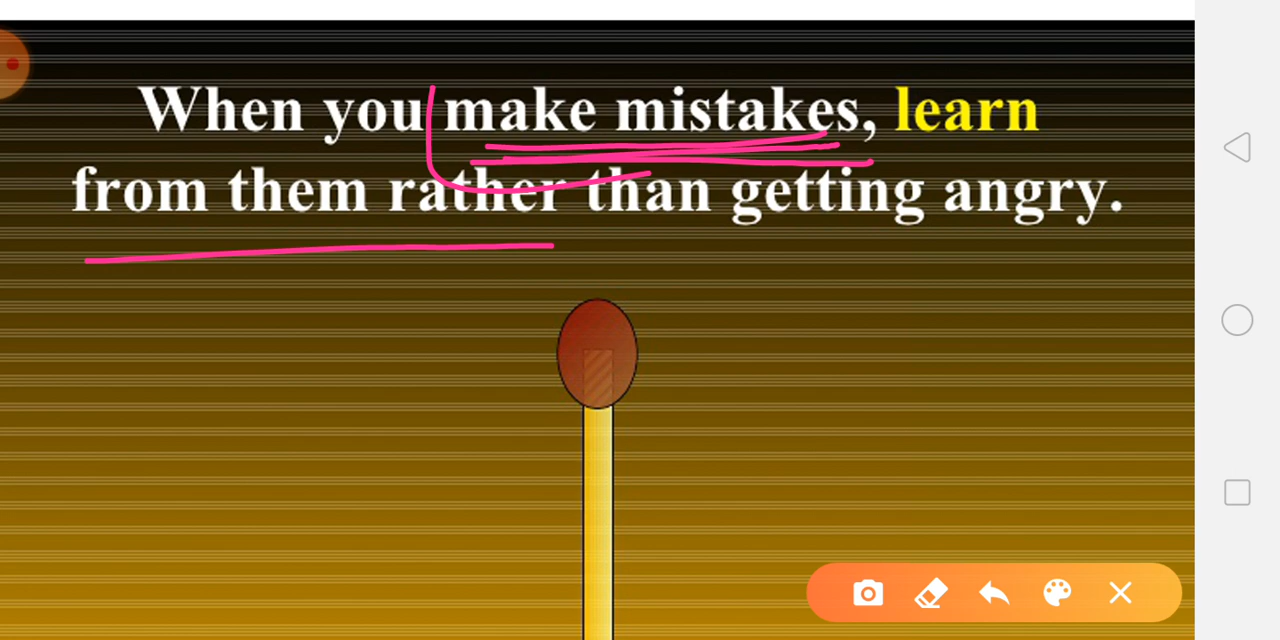 When you make mistakes, learn
from them rather than getting angry.